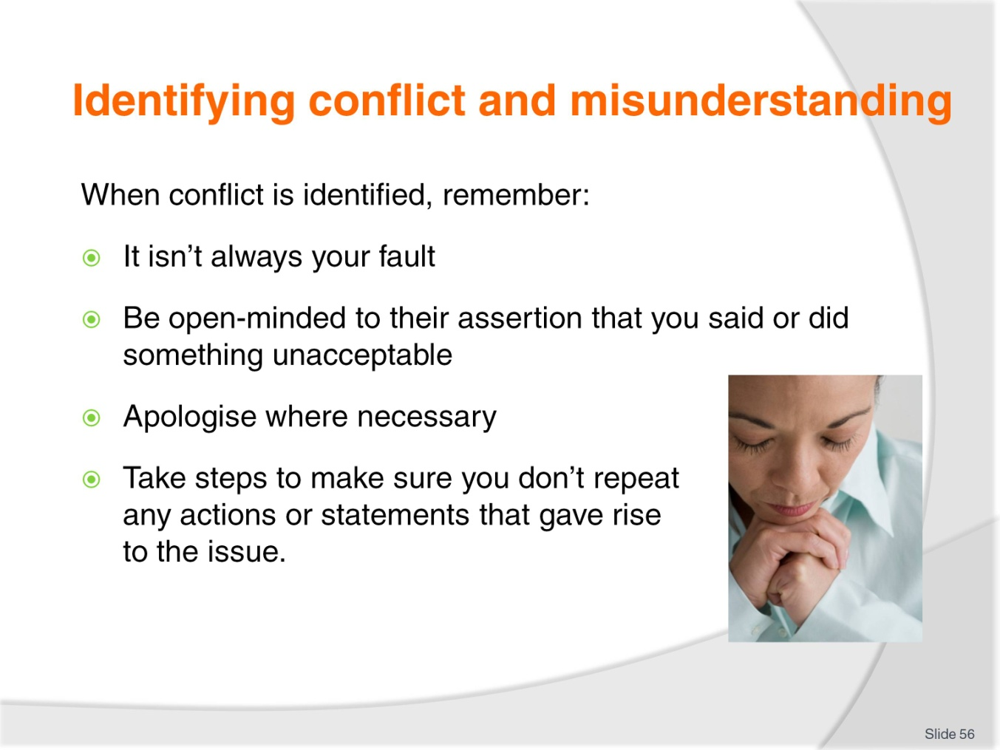 Identifying conflict and misunderstanding
When conflict is identified, remember:
It isn’t always your fault
Be open-minded to their assertion that you said or did
something unacceptable
Apologise where necessary
Take steps to make sure you don’t repeat
any actions or statements that gave rise
to the issue.
Slide 56